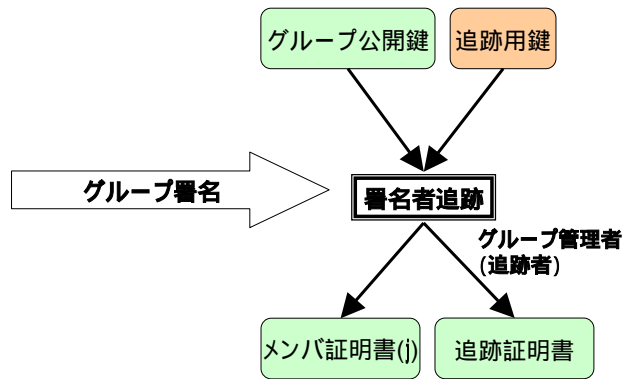 グループ公開鍵
追跡用鍵
グループ署名
署名者追跡
グループ管理者
(追跡者)
メンバ証明書(j)
追跡証明書